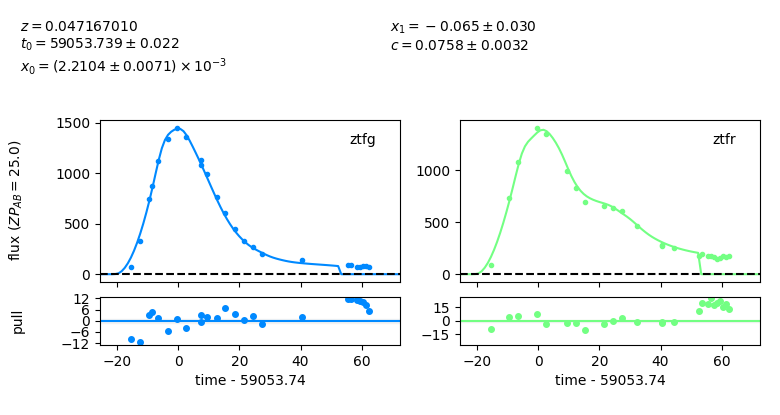 z = 0.047167010
t₀ = 59053.739 ± 0.022
x₀ = (2.2104 ± 0.0071) × 10⁻³
x₁ = −0.065 ± 0.030
c = 0.0758 ± 0.0032
flux (ZP_AB = 25.0)
1500
1000
500
0
ztfg
1000
500
0
ztfr
pull
12
6
0
−6
−12
15
0
−15
−20 0 20 40 60
−20 0 20 40 60
time - 59053.74
time - 59053.74